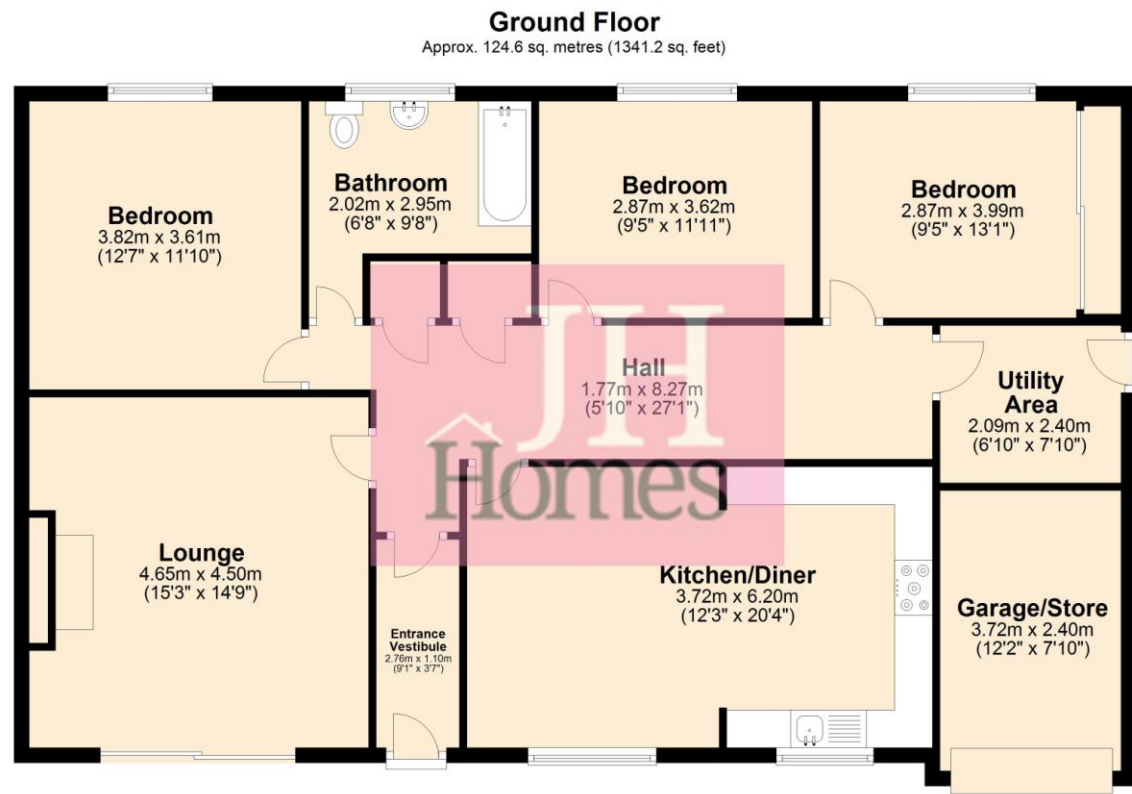 Ground Floor
Approx. 124.6 sq. metres (1341.2 sq. feet)
Bedroom
3.82m x 3.61m
(12'7" x 11'10")
Bathroom
2.02m x 2.95m
(6'8" x 9'8")
Bedroom
2.87m x 3.62m
(9'5" x 11'11")
Bedroom
2.87m x 3.99m
(9'5" x 13'1")
Hall
1.77m x 8.27m
(5'10" x 27'1")
Utility
Area
2.09m x 2.40m
(6'10" x 7'10")
JH
Homes
Lounge
4.65m x 4.50m
(15'3" x 14'9")
Entrance
Vestibule
2.76m x 1.10m
(9'1" x 3'7")
Kitchen/Diner
3.72m x 6.20m
(12'3" x 20'4")
Garage/Store
3.72m x 2.40m
(12'2" x 7'10")